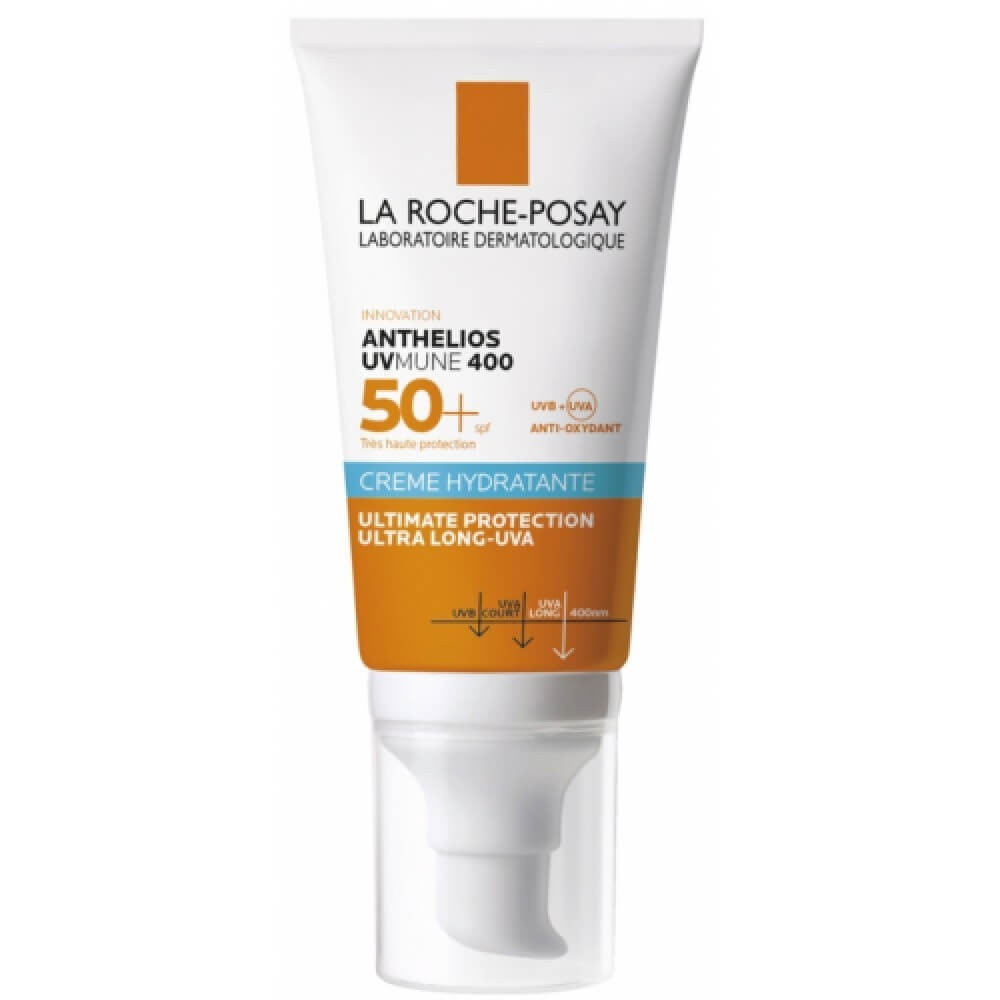 LA ROCHE-POSAY
LABORATOIRE DERMATOLOGIQUE
INNOVATION
ANTHELIOS
UVMUNE 400
50+ spf
Très haute protection
UVB + UVA
ANTI-OXYDANT
CREME HYDRATANTE
ULTIMATE PROTECTION
ULTRA LONG-UVA
UVB UVA COURT UVA LONG 400nm